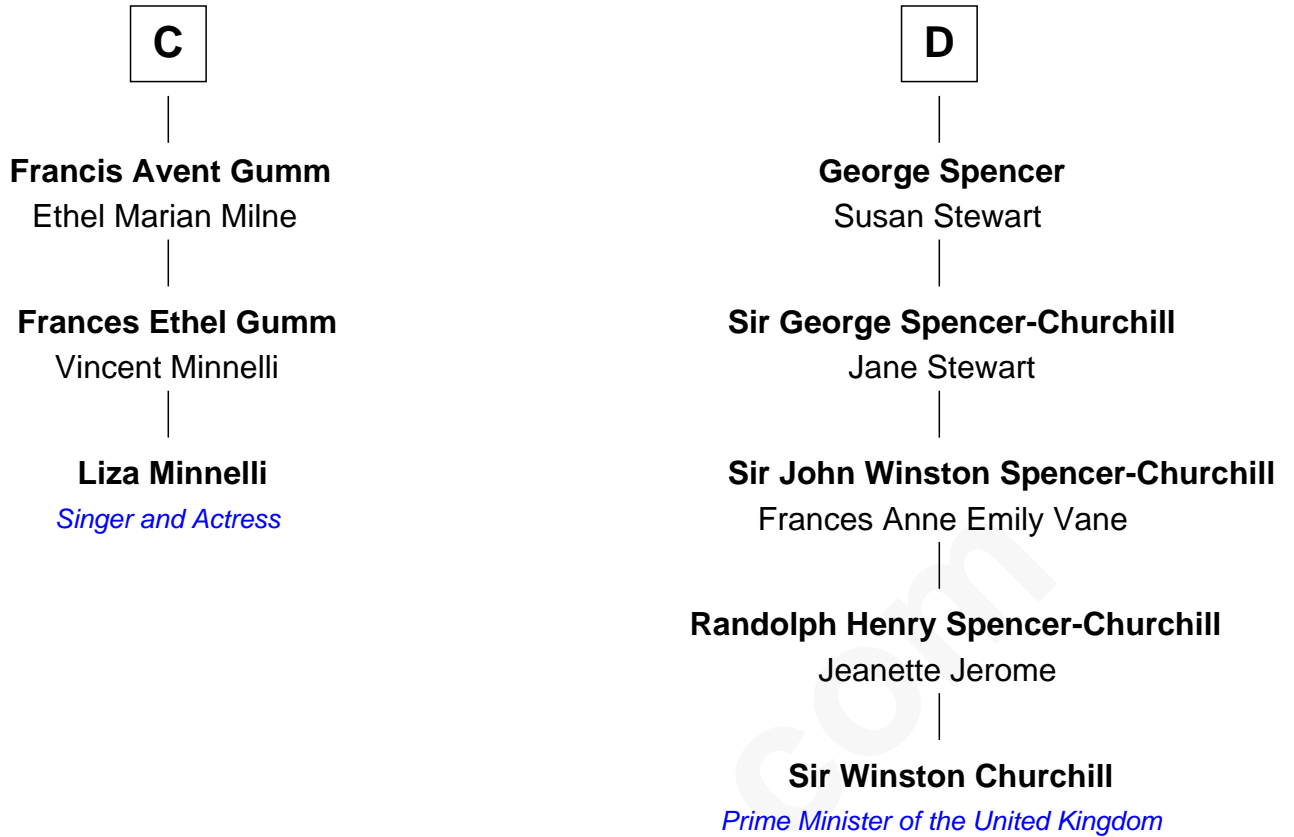 C
Francis Avent Gumm
Ethel Marian Milne
Frances Ethel Gumm
Vincent Minnelli
Liza Minnelli
Singer and Actress
D
George Spencer
Susan Stewart
Sir George Spencer-Churchill
Jane Stewart
Sir John Winston Spencer-Churchill
Frances Anne Emily Vane
Randolph Henry Spencer-Churchill
Jeanette Jerome
Sir Winston Churchill
Prime Minister of the United Kingdom
com